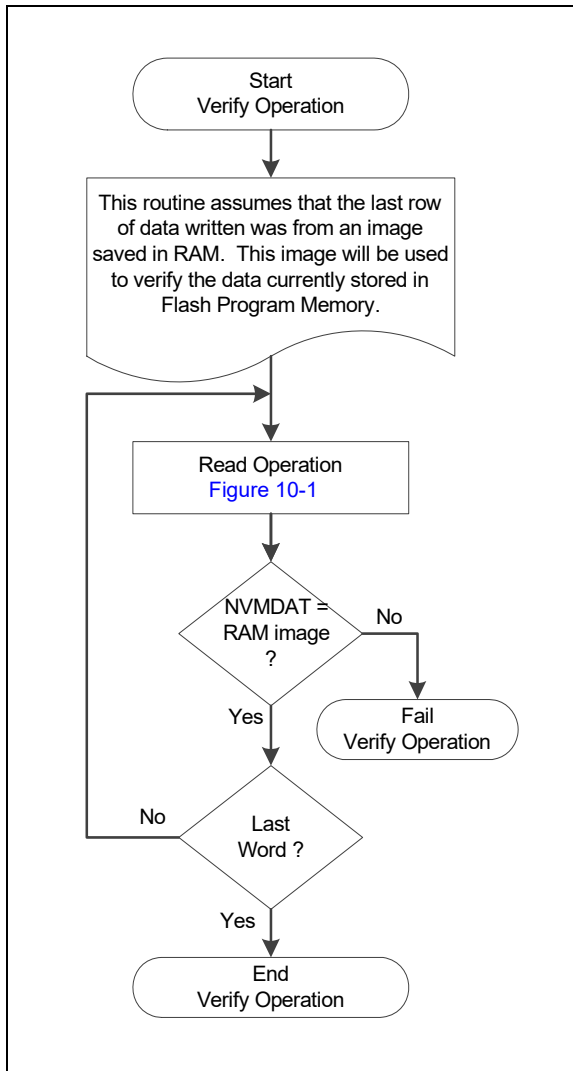 Start
Verify Operation
This routine assumes that the last row
of data written was from an image
saved in RAM.  This image will be used
to verify the data currently stored in
Flash Program Memory.
Read Operation
Figure 10-1
NVMDAT =
RAM image
?
No
Yes
Fail
Verify Operation
No
Last
Word ?
Yes
End
Verify Operation